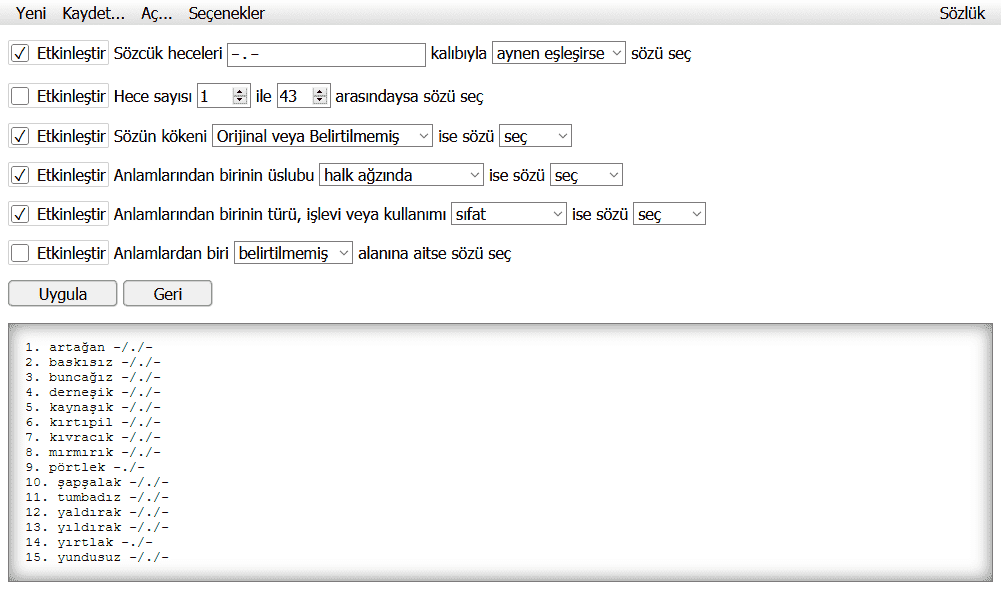 Yeni Kaydet... Aç... Seçenekler Sözlük
Etkinleştir Sözcük heceleri -.- kalıbıyla aynen eşleşirse sözü seç
Etkinleştir Hece sayısı 1 ile 43 arasındaysa sözü seç
Etkinleştir Sözün kökeni Orijinal veya Belirtilmemiş ise sözü seç
Etkinleştir Anlamlarından birinin üslubu halk ağzında ise sözü seç
Etkinleştir Anlamlarından birinin türü, işlevi veya kullanımı sıfat ise sözü seç
Etkinleştir Anlamlardan biri belirtilmemiş alanına aitse sözü seç
Uygula Geri
1. artağan -/./-
2. baskısız -/./-
3. buncağız -/./-
4. derneşik -/./-
5. kaynaşık -/./-
6. kırtıpil -/./-
7. kıvracık -/./-
8. mırmırık -/./-
9. pörtlek -./-
10. şapşalak -/./-
11. tumbadız -/./-
12. yaldırak -/./-
13. yıldırak -/./-
14. yırtlak -./-
15. yundusuz -/./-